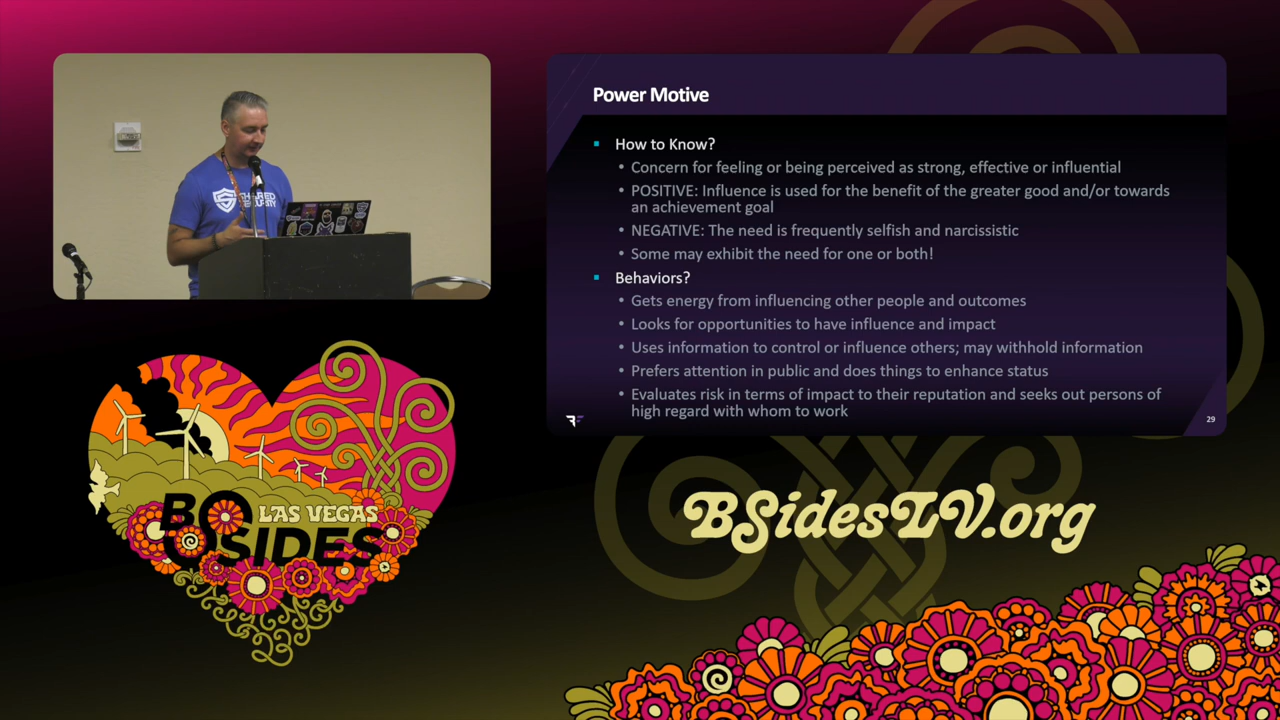 Power Motive
How to Know?
• Concern for feeling or being perceived as strong, effective or influential
• POSITIVE: Influence is used for the benefit of the greater good and/or towards
an achievement goal
• NEGATIVE: The need is frequently selfish and narcissistic
• Some may exhibit the need for one or both!
Behaviors?
• Gets energy from influencing other people and outcomes
• Looks for opportunities to have influence and impact
• Uses information to control or influence others; may withhold information
• Prefers attention in public and does things to enhance status
• Evaluates risk in terms of impact to their reputation and seeks out persons of
high regard with whom to work
29
SHARED
LAS VEGAS
BSIDES
BSidesLV.org